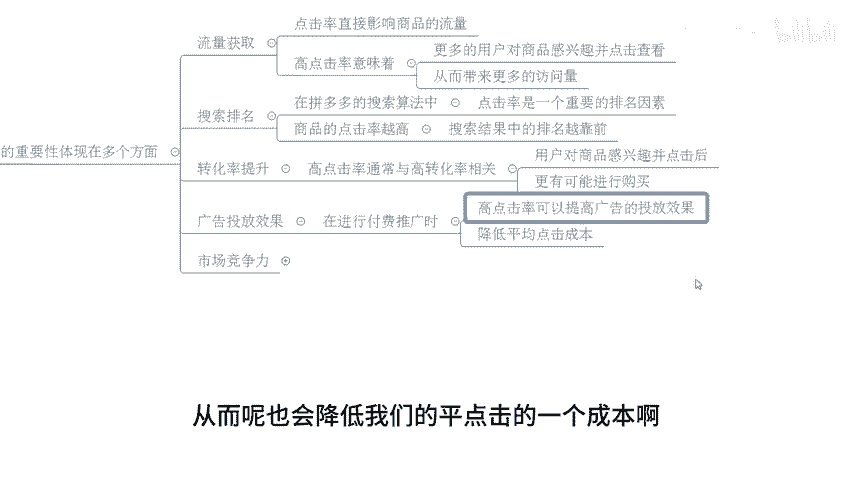 点击率直接影响商品的流量
流量获取
更多的用户对商品感兴趣并点击查看
高点击率意味着
从而带来更多的访问量
在拼多多的搜索算法中
点击率是一个重要的排名因素
搜索排名
商品的点击率越高
搜索结果中的排名越靠前
的重要性体现在多个方面
用户对商品感兴趣并点击后
转化率提升
高点击率通常与高转化率相关
更有可能进行购买
高点击率可以提高广告的投放效果
广告投放效果
在进行付费推广时
降低平均点击成本
市场竞争力
从而呢也会降低我们的平点击的一个成本啊